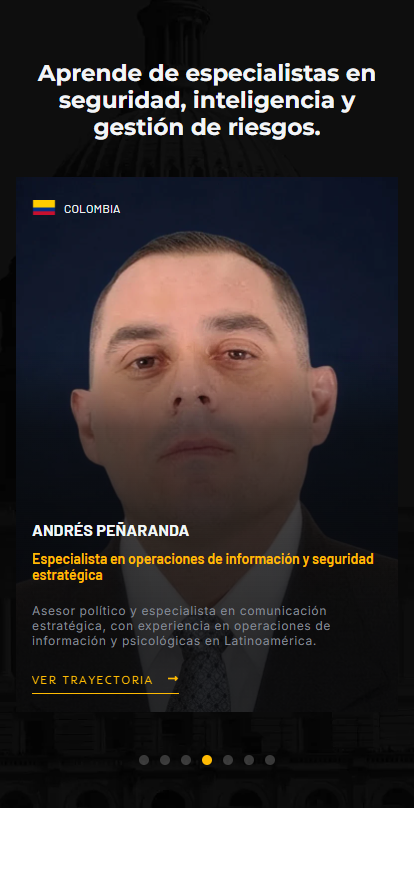 Aprende de especialistas en
seguridad, inteligencia y
gestión de riesgos.
COLOMBIA
ANDRÉS PEÑARANDA
Especialista en operaciones de información y seguridad
estratégica
Asesor político y especialista en comunicación
estratégica, con experiencia en operaciones de
información y psicológicas en Latinoamérica.
VER TRAYECTORIA →